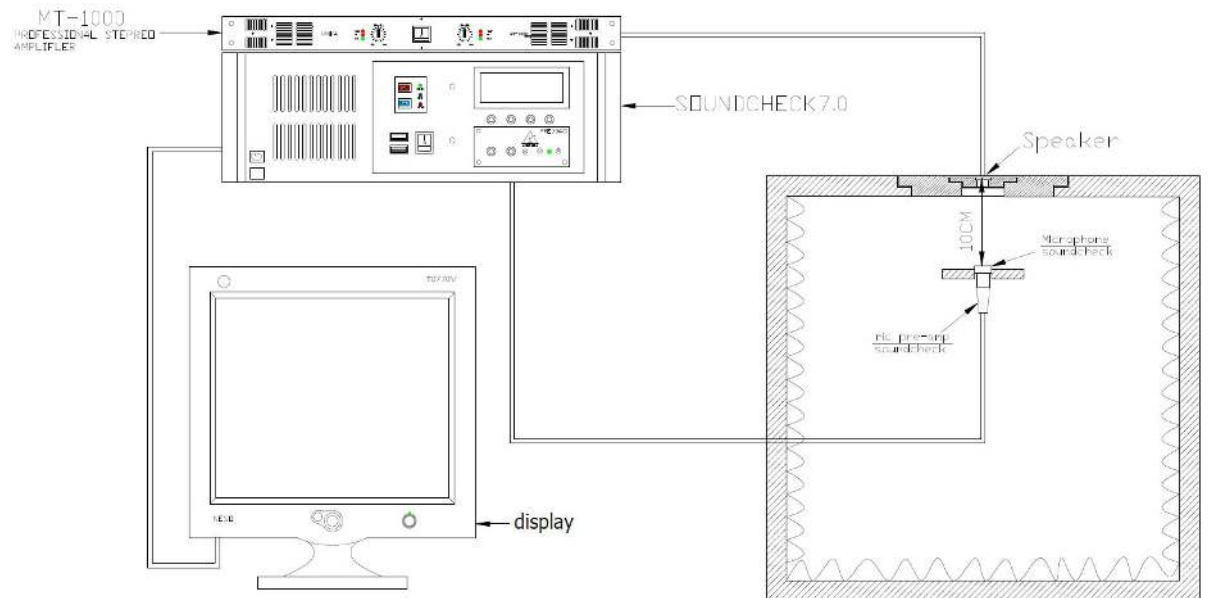 MT-1000
PROFESSIONAL STEPREO
AMPLIFLER
SOUNDCHECK7.0
Speaker
10CM
Microphone
soundcheck
mic pre-amp
soundcheck
display